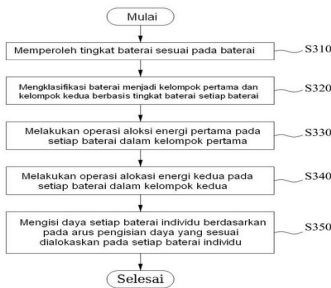 Mulai
Memperoleh tingkat baterai sesuai pada baterai
S310
Mengklasifikasi baterai menjadi kelompok pertama dan
kelompok kedua berbasis tingkat baterai setiap baterai
S320
Melakukan operasi aloksi energi pertama pada
setiap baterai dalam kelompok pertama
S330
Melakukan operasi alokasi energi kedua pada
setiap baterai dalam kelompok kedua
S340
Mengisi daya setiap baterai individu berdasarkan
pada arus pengisian daya yang sesuai
dialokaskan pada setiap baterai individu
S350
Selesai